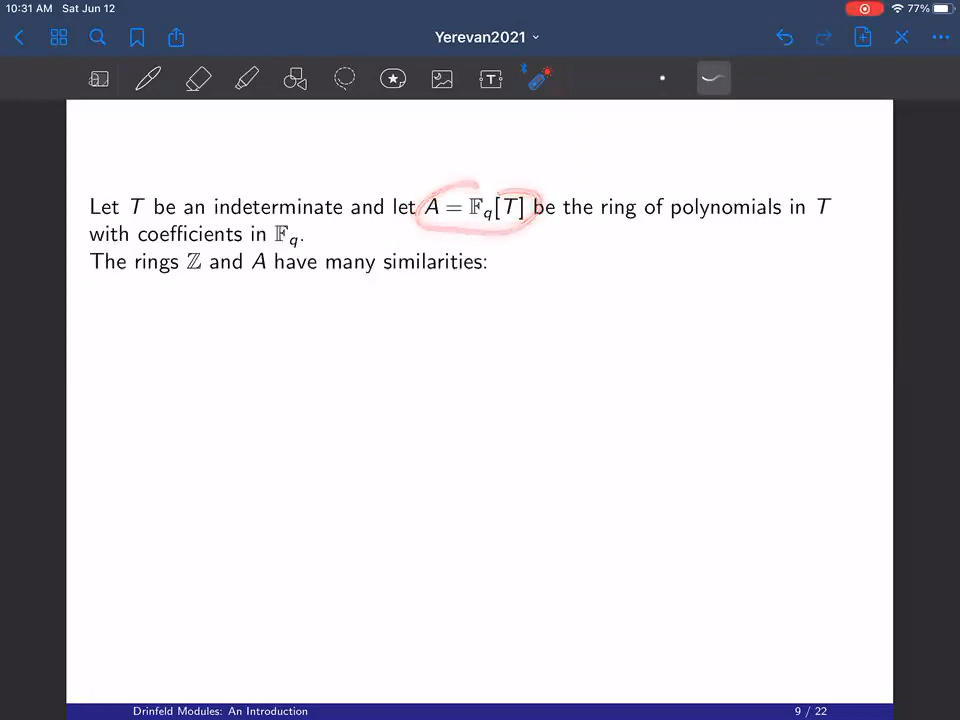 10:31 AM Sat Jun 12
77%
Yerevan2021
T
Let T be an indeterminate and let A = 𝔽_q[T] be the ring of polynomials in T
with coefficients in 𝔽_q.
The rings ℤ and A have many similarities:
Drinfeld Modules: An Introduction
9 / 22